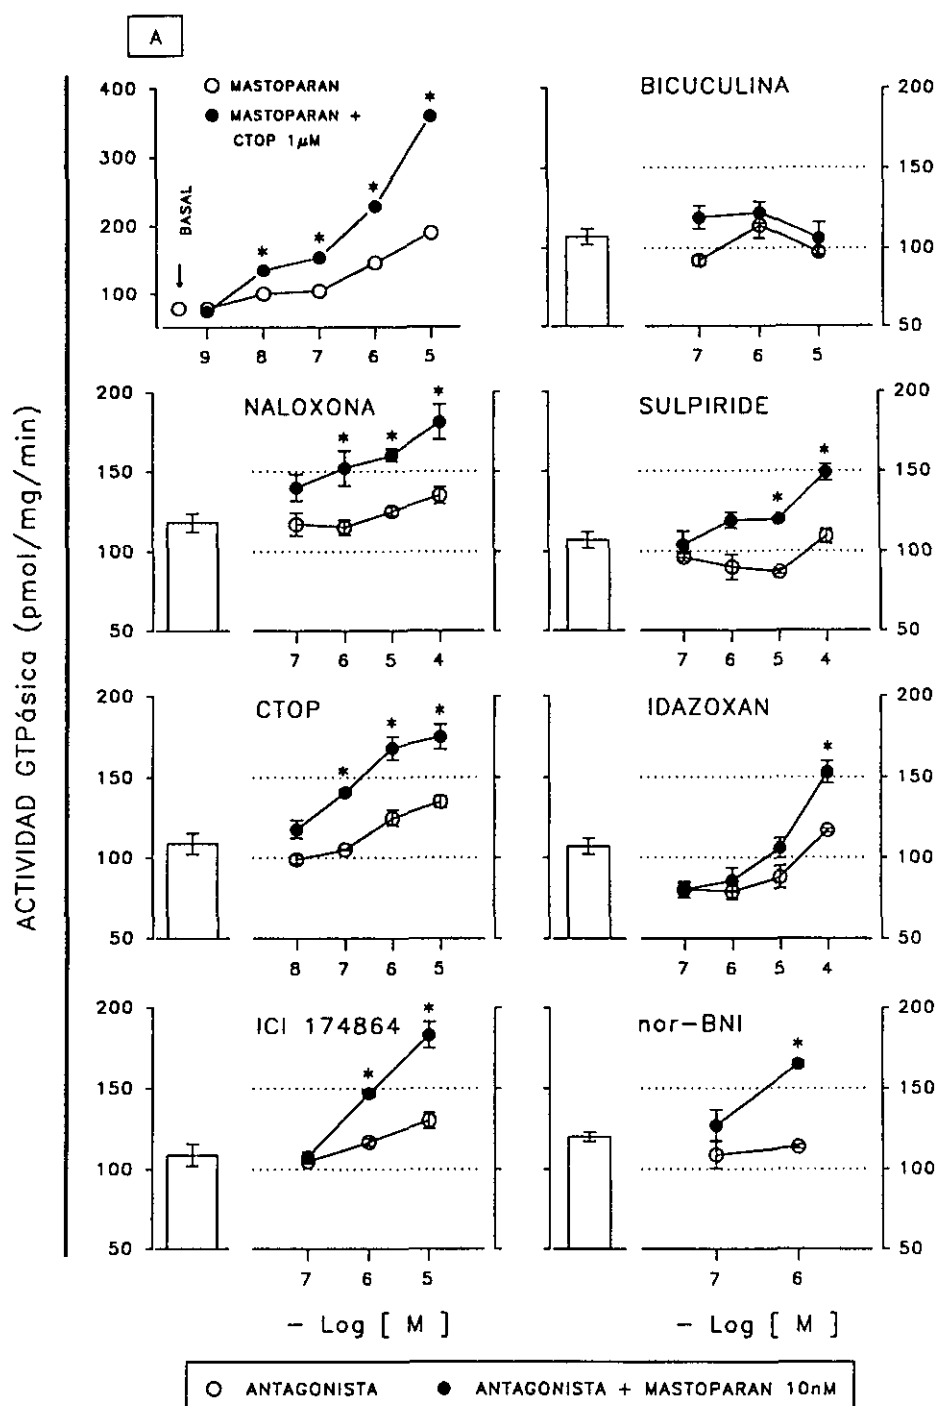 A
ACTIVIDAD GTPásica (pmol/mg/min)
400
300
200
100
○ MASTOPARAN
● MASTOPARAN +
CTOP 1μM
BASAL
* * * *
9 8 7 6 5
BICUCULINA
200
150
100
50
7 6 5
200
150
100
50
NALOXONA
* * *
7 6 5 4
SULPIRIDE
* *
200
150
100
50
7 6 5 4
200
150
100
50
CTOP
* * *
8 7 6 5
IDAZOXAN
*
200
150
100
50
7 6 5 4
200
150
100
50
ICI 174864
* *
7 6 5
− Log [ M ]
nor−BNI
*
200
150
100
50
7 6
− Log [ M ]
○ ANTAGONISTA ● ANTAGONISTA + MASTOPARAN 10nM